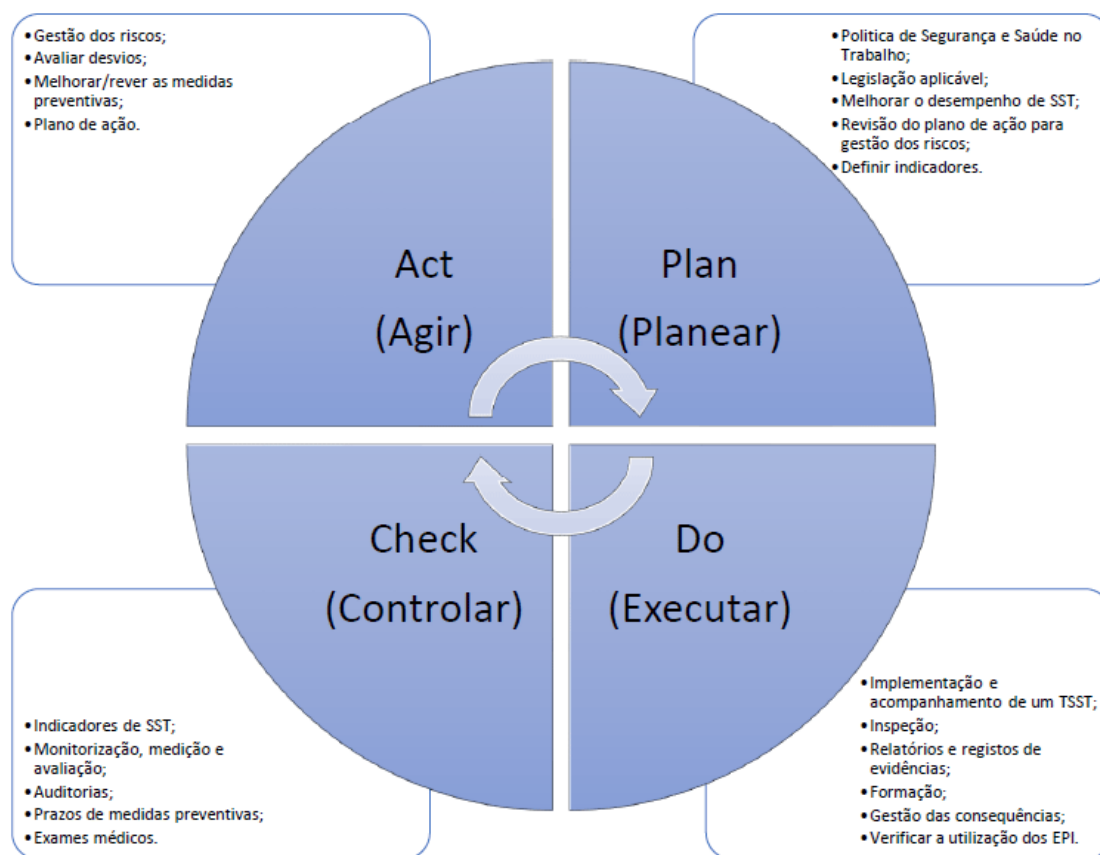 •Gestão dos riscos;
•Avaliar desvios;
•Melhorar/rever as medidas
preventivas;
•Plano de ação.
•Politica de Segurança e Saúde no
Trabalho;
•Legislação aplicável;
•Melhorar o desempenho de SST;
•Revisão do plano de ação para
gestão dos riscos;
•Definir indicadores.
Act
(Agir)
Plan
(Planear)
Check
(Controlar)
Do
(Executar)
•Indicadores de SST;
•Monitorização, medição e
avaliação;
•Auditorias;
•Prazos de medidas preventivas;
•Exames médicos.
•Implementação e
acompanhamento de um TSST;
•Inspeção;
•Relatórios e registos de
evidências;
•Formação;
•Gestão das consequências;
•Verificar a utilização dos EPI.